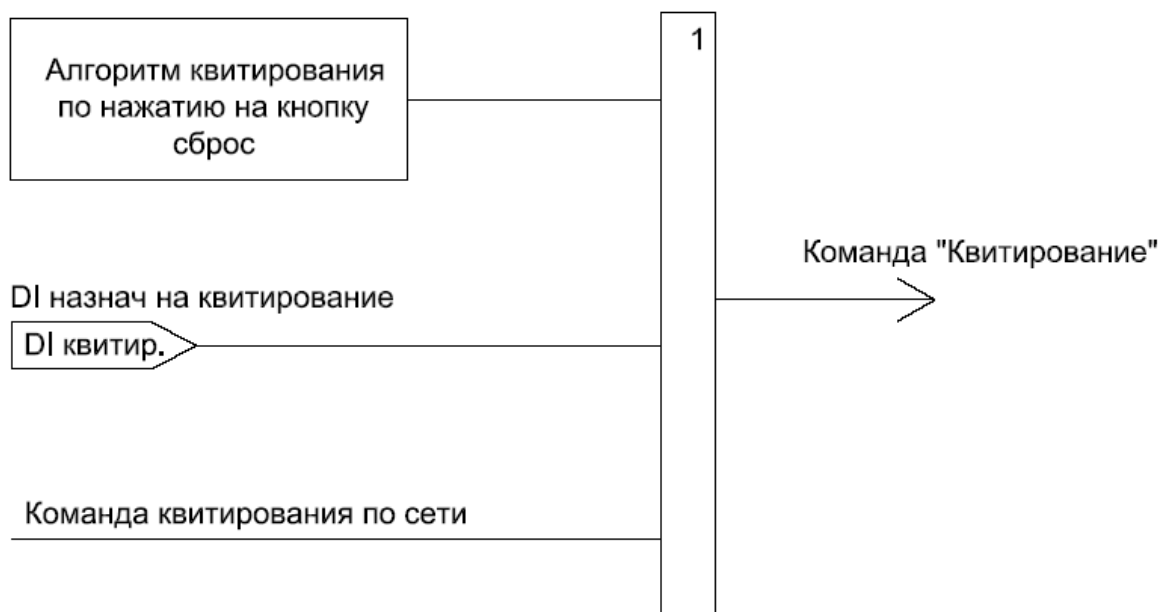 Алгоритм квитирования
по нажатию на кнопку
сброс
1
Команда "Квитирование"
DI назнач на квитирование
DI квитир.
Команда квитирования по сети